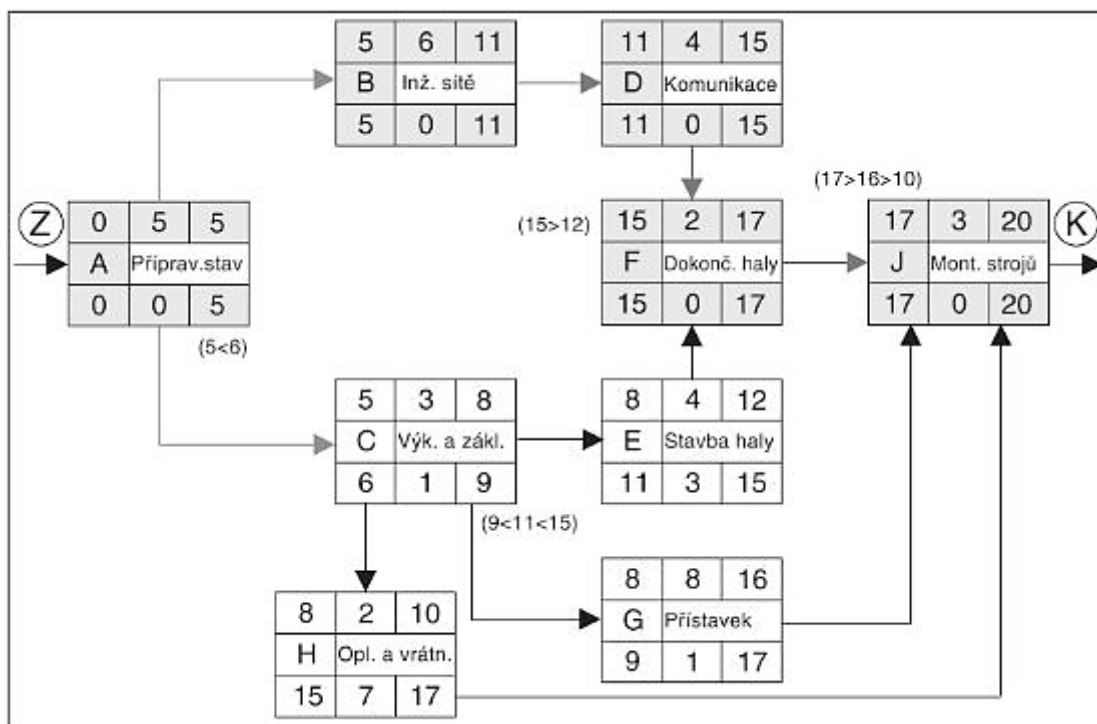 5 6 11
B Inž. sítě
5 0 11
11 4 15
D Komunikace
11 0 15
(17>16>10)
Z
0 5 5
A Připrav.stav
0 0 5
(5<6)
(15>12)
15 2 17
F Dokonč. haly
15 0 17
17 3 20
J Mont. strojů
17 0 20
K
5 3 8
C Výk. a zákl.
6 1 9
(9<11<15)
8 4 12
E Stavba haly
11 3 15
8 2 10
H Opl. a vrátn.
15 7 17
8 8 16
G Přístavek
9 1 17